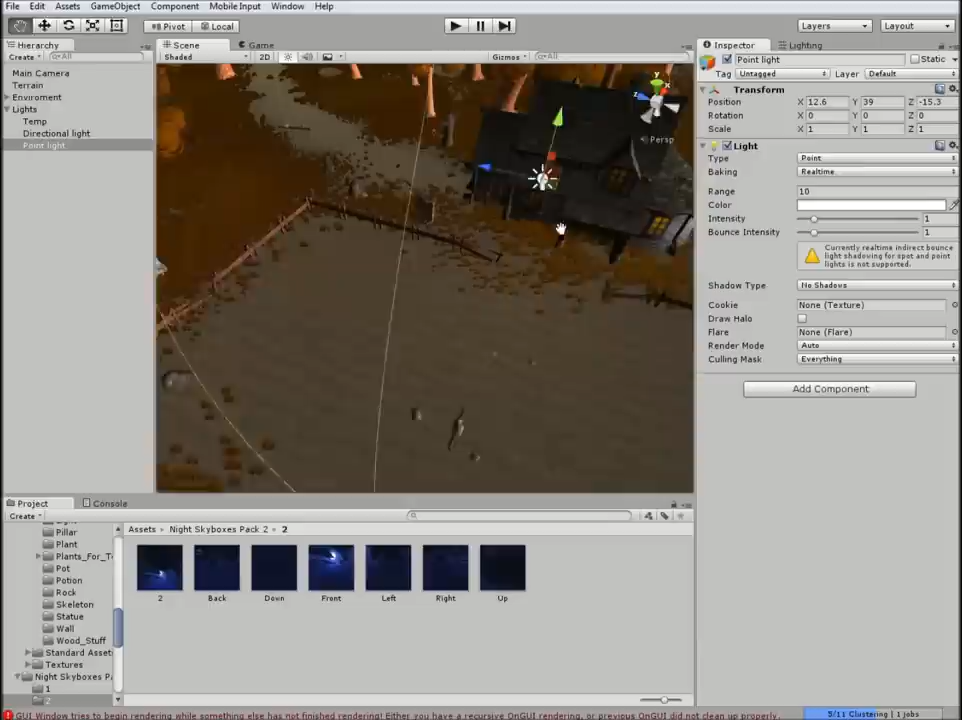 File Edit Assets GameObject Component Mobile Input Window Help
Pivot Local Layers Layout
Hierarchy Scene Game Inspector Lighting
Create All Shaded 2D Gizmos All Point light Static
Tag Untagged Layer Default
Main Camera
Terrain
Enviroment
Lights
Temp
Directional light
Point light
y
x
z
Persp
Transform
Position X 12.6 Y 39 Z -15.3
Rotation X 0 Y 0 Z 0
Scale X 1 Y 1 Z 1
Light
Type Point
Baking Realtime
Range 10
Color
Intensity 1
Bounce Intensity 1
Currently realtime indirect bounce
light shadowing for spot and point
lights is not supported.
Shadow Type No Shadows
Cookie None (Texture)
Draw Halo
Flare None (Flare)
Render Mode Auto
Culling Mask Everything
Add Component
Project Console
Create
Assets Night Skyboxes Pack 2 2
Pillar
Plant
Plants_For_Te
Pot
Potion
Rock
Skeleton
Statue
Wall
Wood_Stuff
Standard Asset
Textures
Night Skyboxes Pa
1
2
2 Back Down Front Left Right Up
GUI Window tries to begin rendering while something else has not finished rendering! Either you have a recursive OnGUI rendering, or previous OnGUI did not clean up properly.
5/11 Clustering | 1 jobs